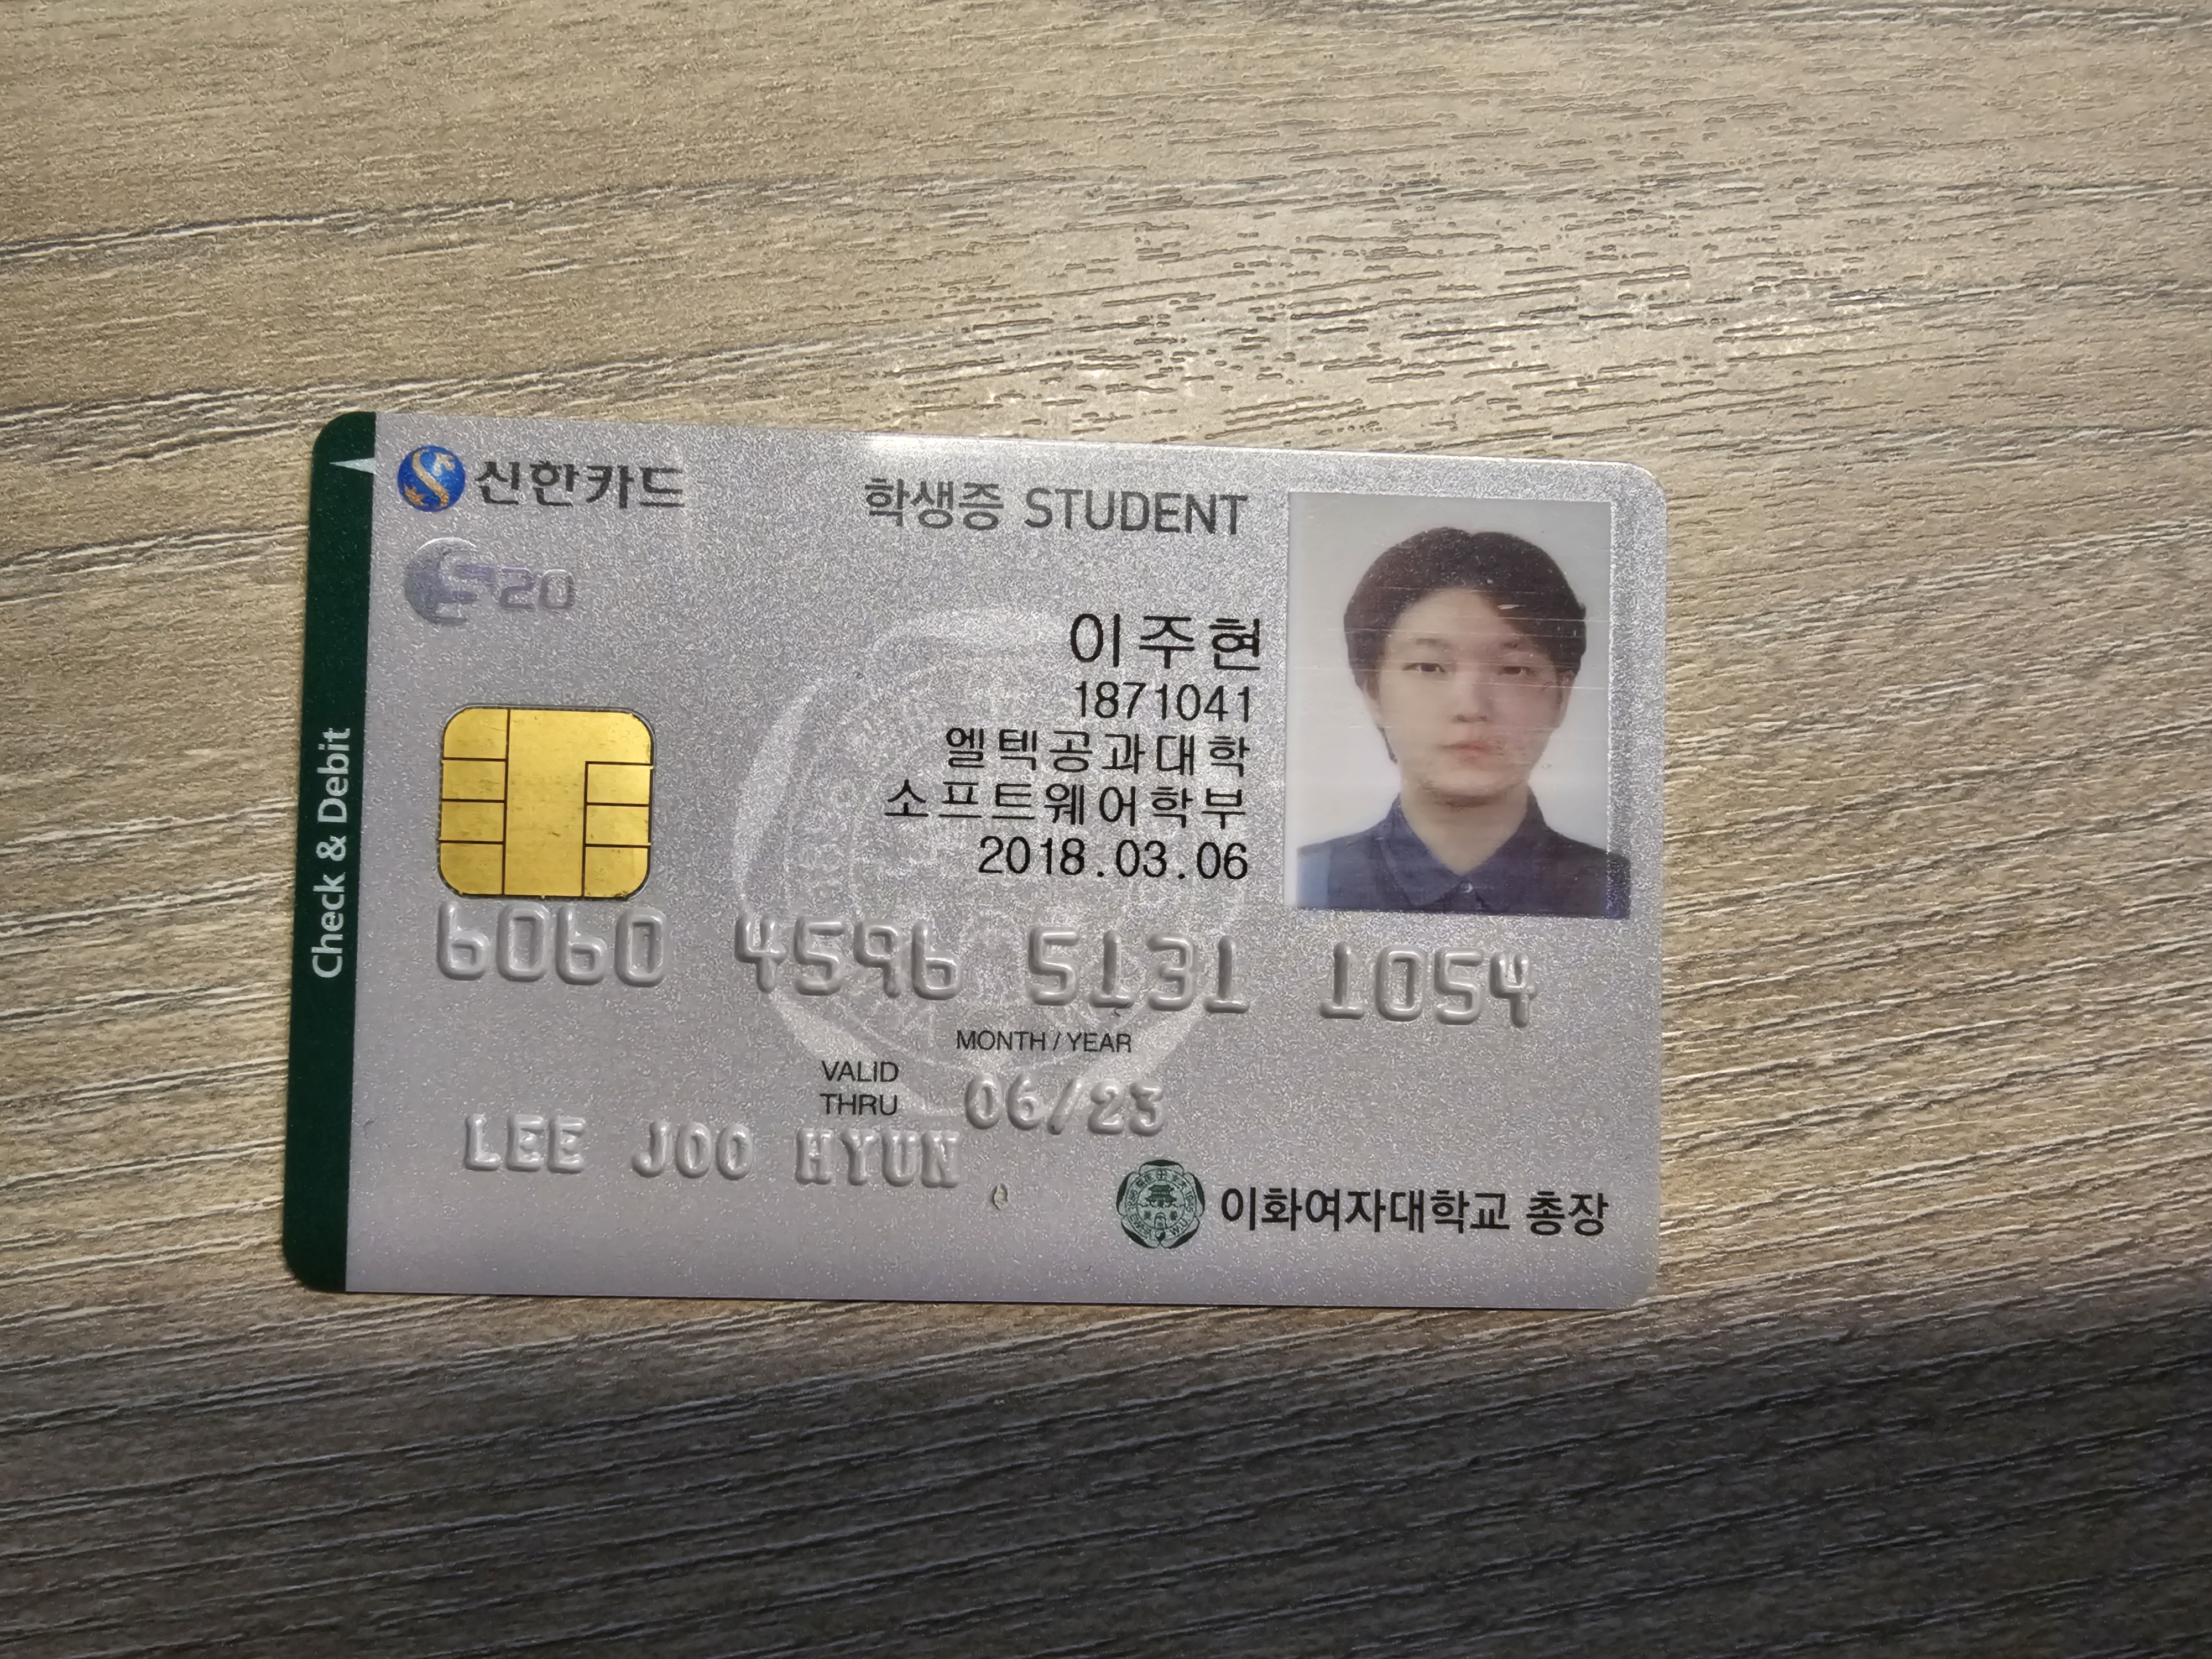 신한카드
학생증 STUDENT
S20
이주현
1871041
엘텍공과대학
소프트웨어학부
2018.03.06
Check & Debit
6060 4596 5131 1054
MONTH / YEAR
VALID
THRU 06/23
LEE JOO HYUN
이화여자대학교 총장